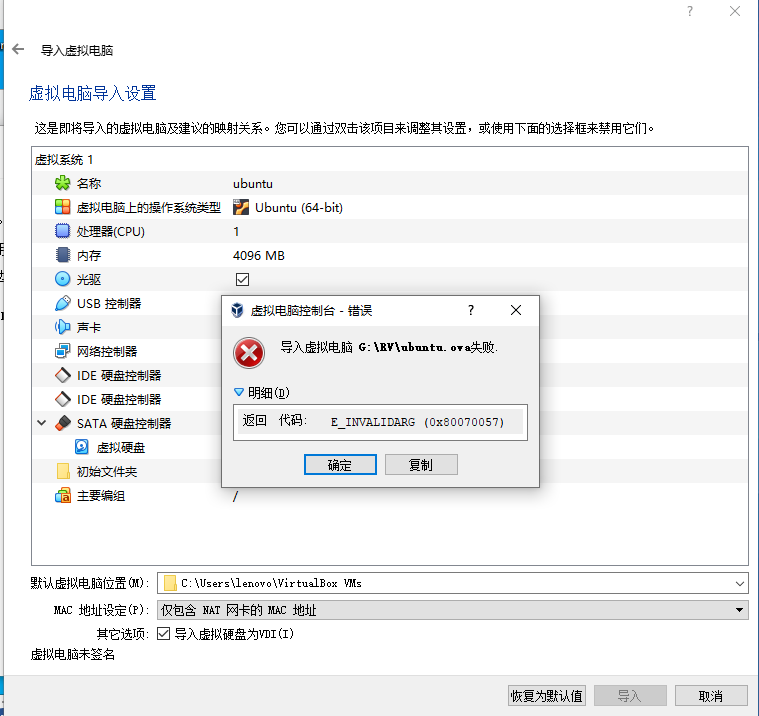 ?
导入虚拟电脑
虚拟电脑导入设置
这是即将导入的虚拟电脑及建议的映射关系。您可以通过双击该项目来调整其设置，或使用下面的选择框来禁用它们。
虚拟系统 1
名称 ubuntu
虚拟电脑上的操作系统类型 Ubuntu (64-bit)
处理器(CPU) 1
内存 4096 MB
光驱
USB 控制器
声卡
网络控制器
IDE 硬盘控制器
IDE 硬盘控制器
SATA 硬盘控制器
虚拟硬盘
初始文件夹
主要编组 /
虚拟电脑控制台 - 错误 ?
导入虚拟电脑 G:\RV\ubuntu.ova失败.
明细(D)
返回 代码: E_INVALIDARG (0x80070057)
确定 复制
默认虚拟电脑位置(M): C:\Users\lenovo\VirtualBox VMs
MAC 地址设定(P): 仅包含 NAT 网卡的 MAC 地址
其它选项: 导入虚拟硬盘为VDI(I)
虚拟电脑未签名
恢复为默认值 导入 取消